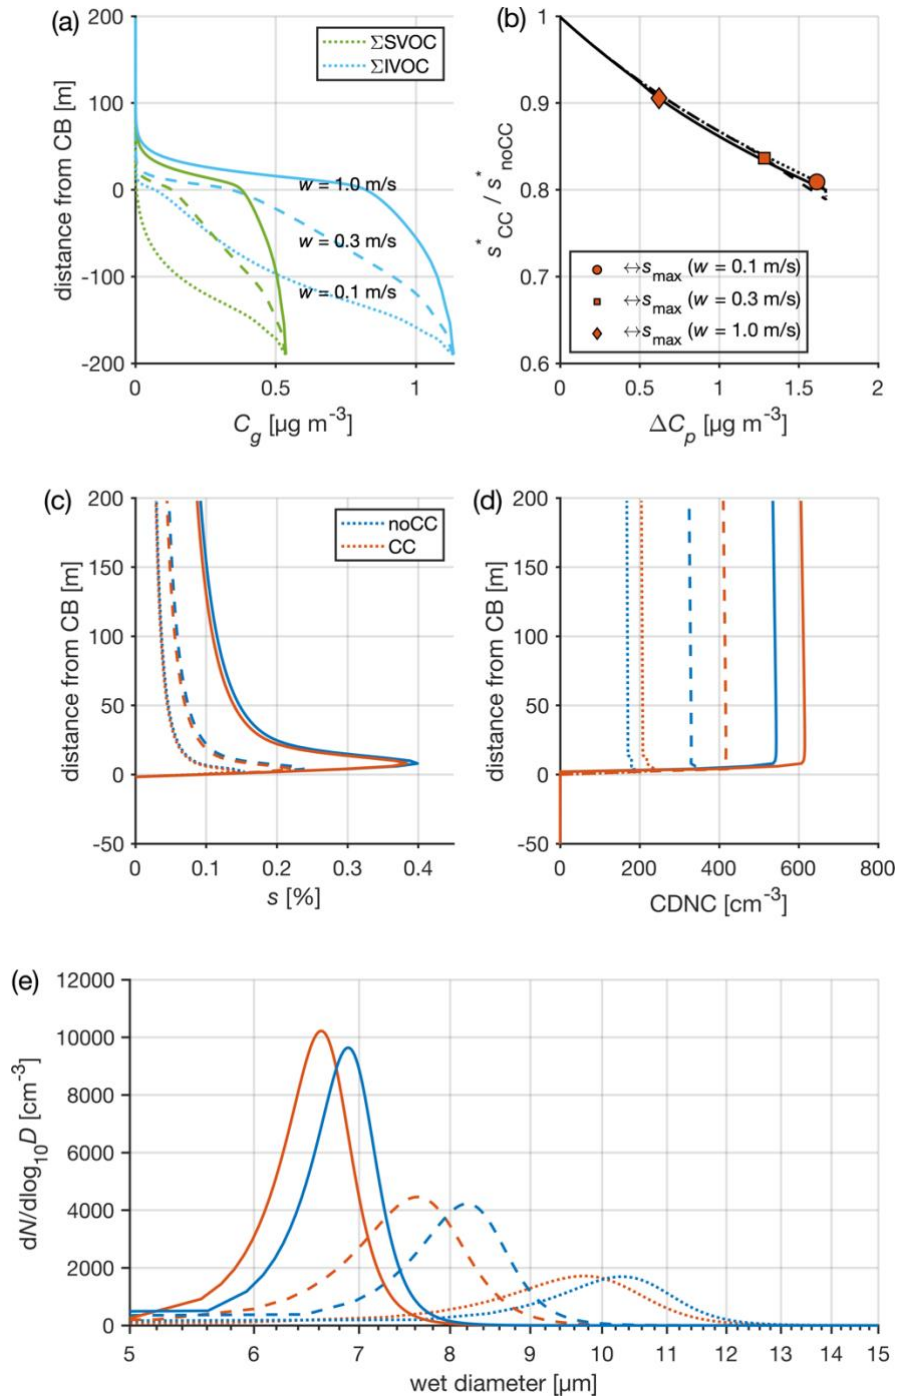 (a)
200
100
0
-100
-200
distance from CB [m]
ΣSVOC
ΣIVOC
w = 1.0 m/s
w = 0.3 m/s
w = 0.1 m/s
0
0.5
1
C_g [µg m⁻³]
(b)
1
0.9
0.8
0.7
0.6
s*_CC / s*_noCC
↔s_max (w = 0.1 m/s)
↔s_max (w = 0.3 m/s)
↔s_max (w = 1.0 m/s)
0
0.5
1
1.5
2
ΔC_p [µg m⁻³]
(c)
200
150
100
50
0
-50
distance from CB [m]
noCC
CC
0
0.1
0.2
0.3
0.4
s [%]
(d)
200
150
100
50
0
-50
distance from CB [m]
0
200
400
600
800
CDNC [cm⁻³]
(e)
12000
10000
8000
6000
4000
2000
0
dN/dlog₁₀D [cm⁻³]
5
6
7
8
9
10
11
12
13
14
15
wet diameter [µm]